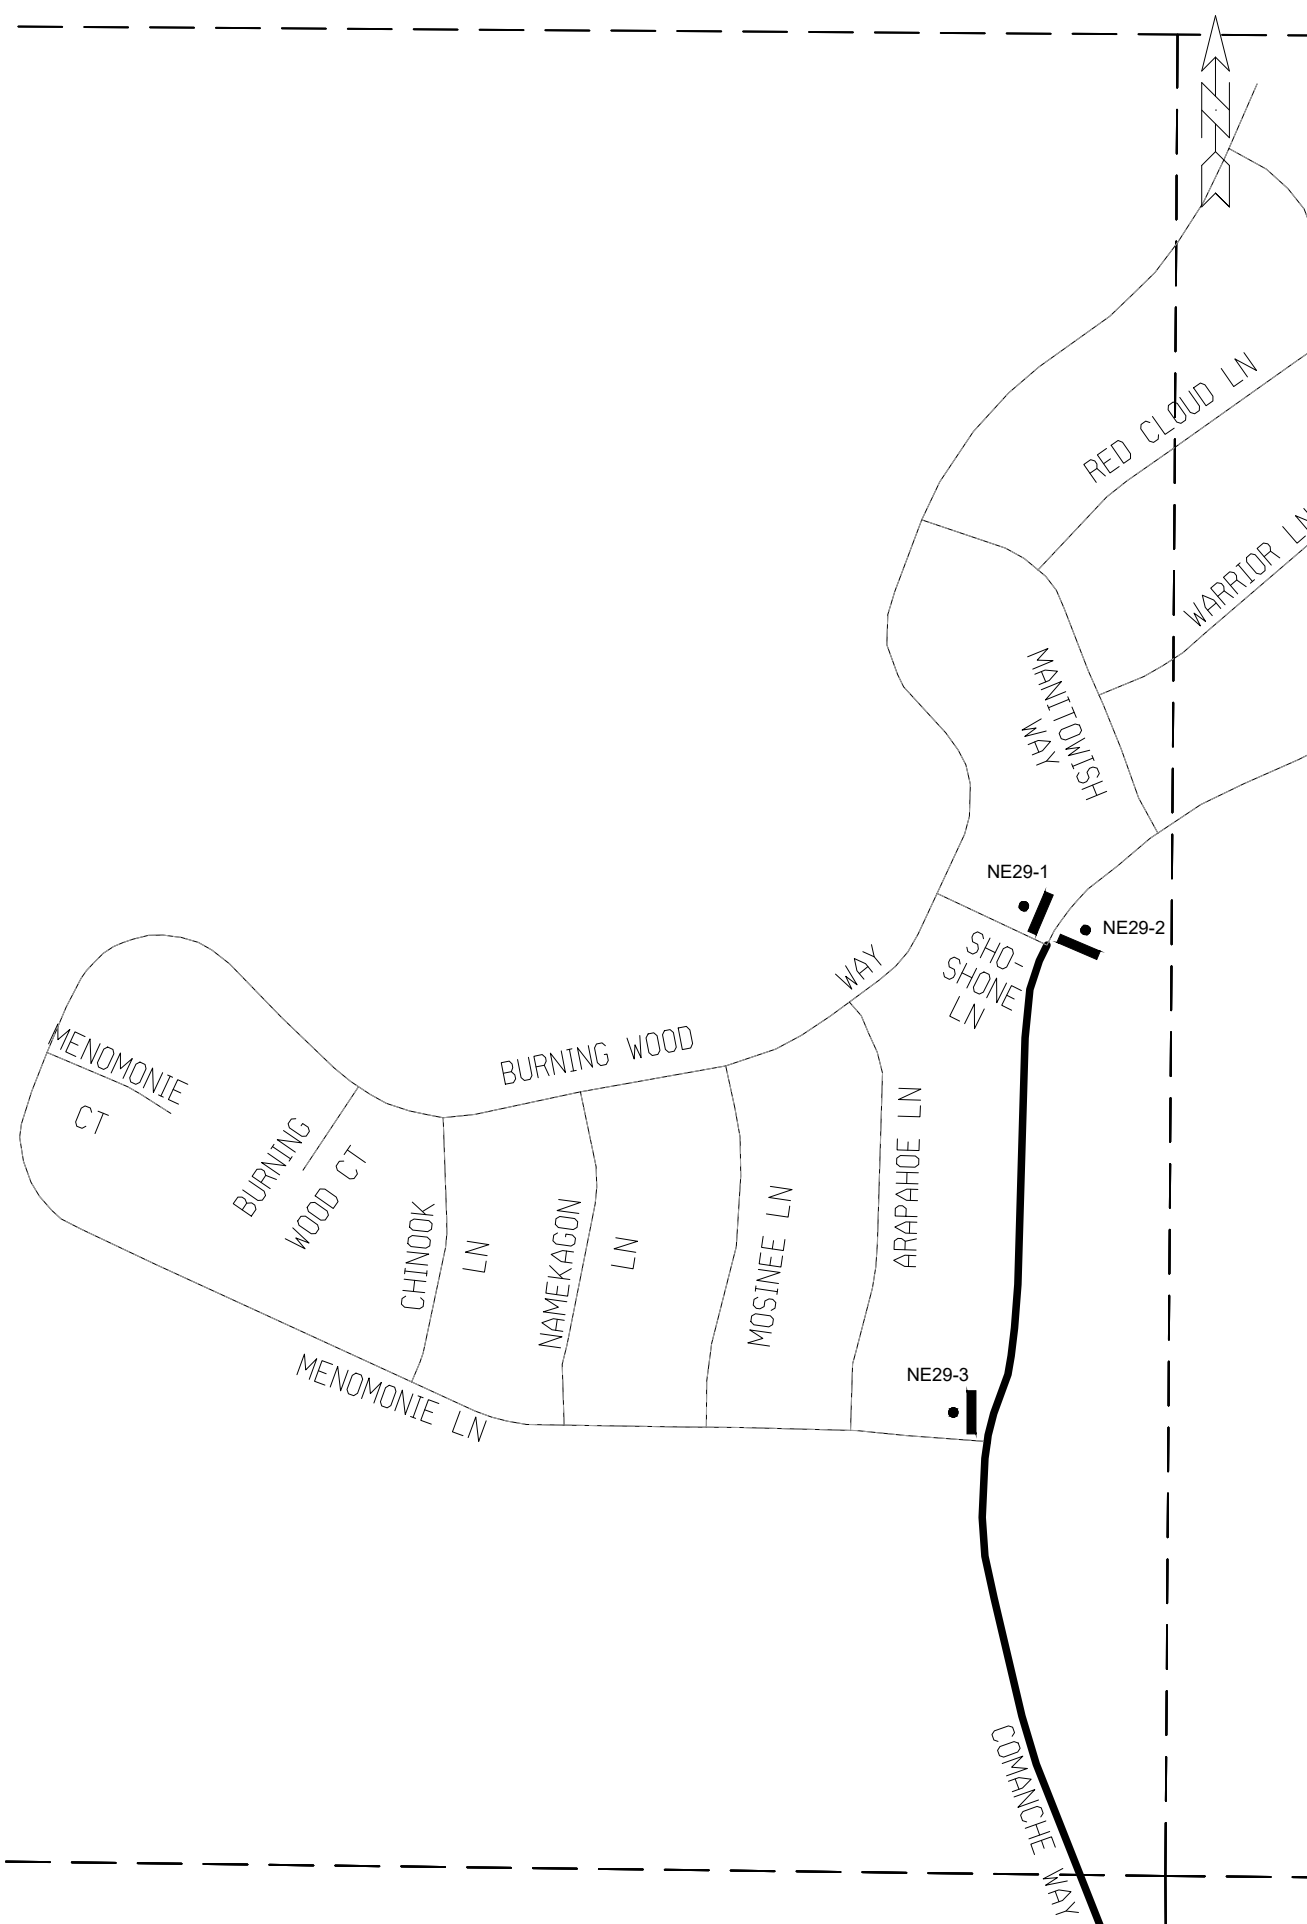 N
RED CLOUD LN
WARRIOR LN
MANITOWISH
WAY
NE29-1
NE29-2
SHO-
SHONE
LN
WAY
BURNING WOOD
MENOMONIE
CT
BURNING
WOOD CT
CHINOOK
LN
NAMEKAGON
LN
MOSINEE LN
ARAPAHOE LN
NE29-3
MENOMONIE LN
COMANCHE WAY